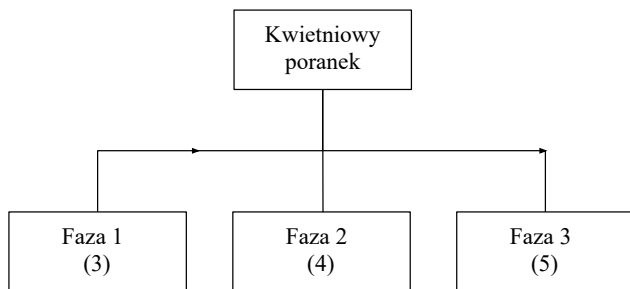 Kwietniowy
poranek
Faza 1
(3)
Faza 2
(4)
Faza 3
(5)